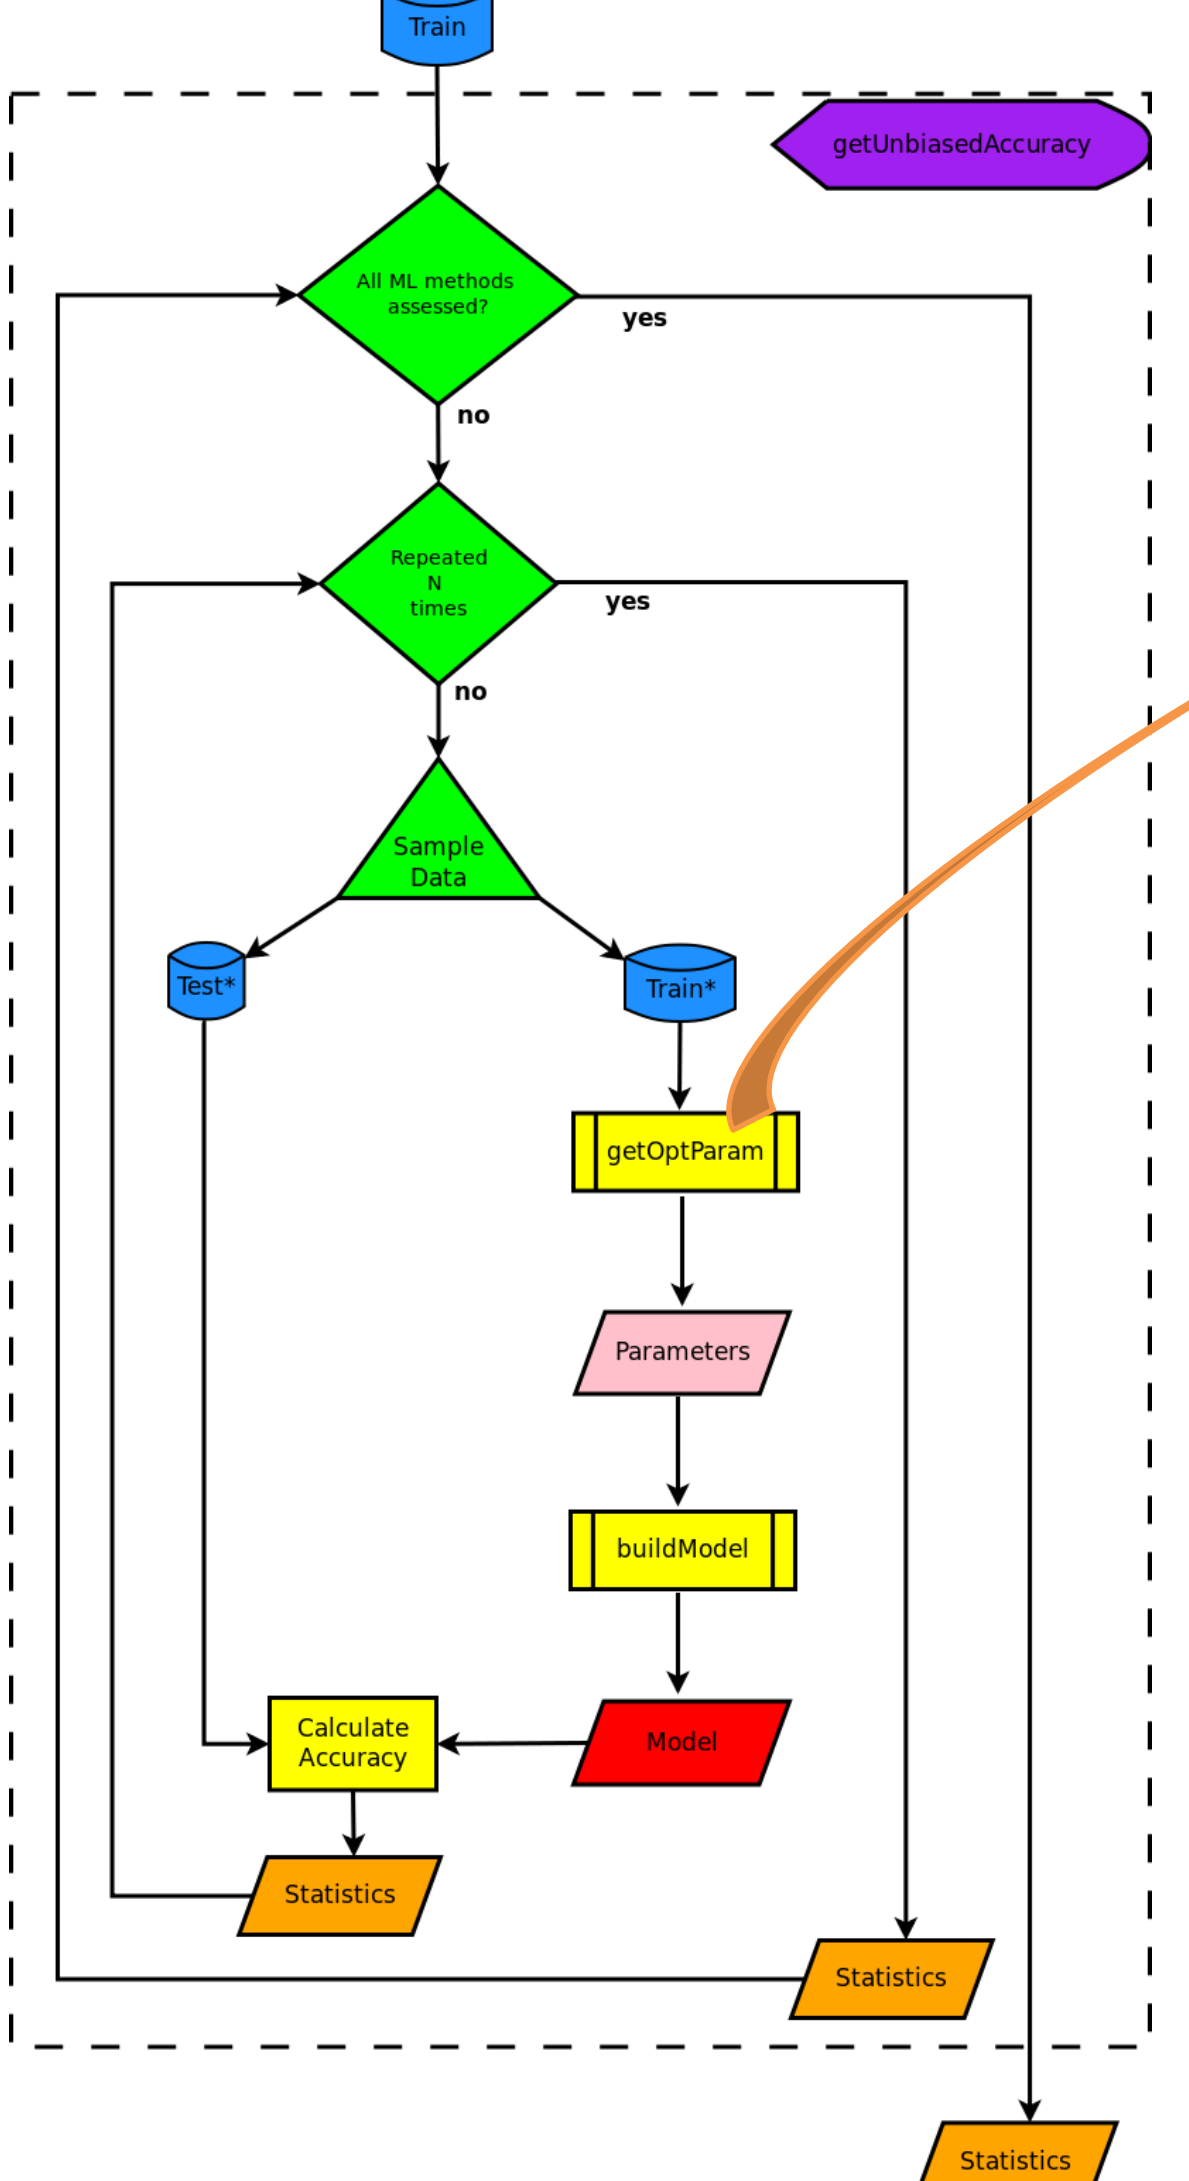 Train
getUnbiasedAccuracy
All ML methods
assessed?
yes
no
Repeated
N
times
yes
no
Sample
Data
Test*
Train*
getOptParam
Parameters
buildModel
Calculate
Accuracy
Model
Statistics
Statistics
Statistics